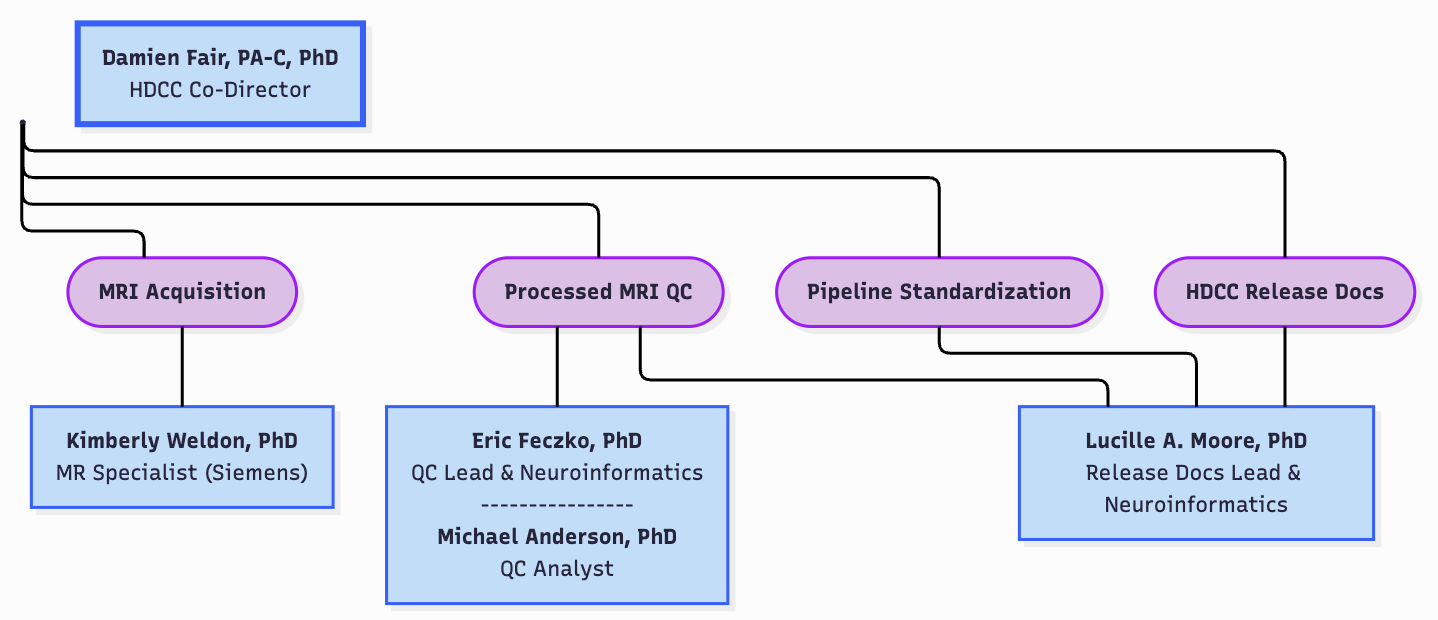 Damien Fair, PA-C, PhD
HDCC Co-Director
MRI Acquisition
Processed MRI QC
Pipeline Standardization
HDCC Release Docs
Kimberly Weldon, PhD
MR Specialist (Siemens)
Eric Feczko, PhD
QC Lead & Neuroinformatics
----------------
Michael Anderson, PhD
QC Analyst
Lucille A. Moore, PhD
Release Docs Lead &
Neuroinformatics